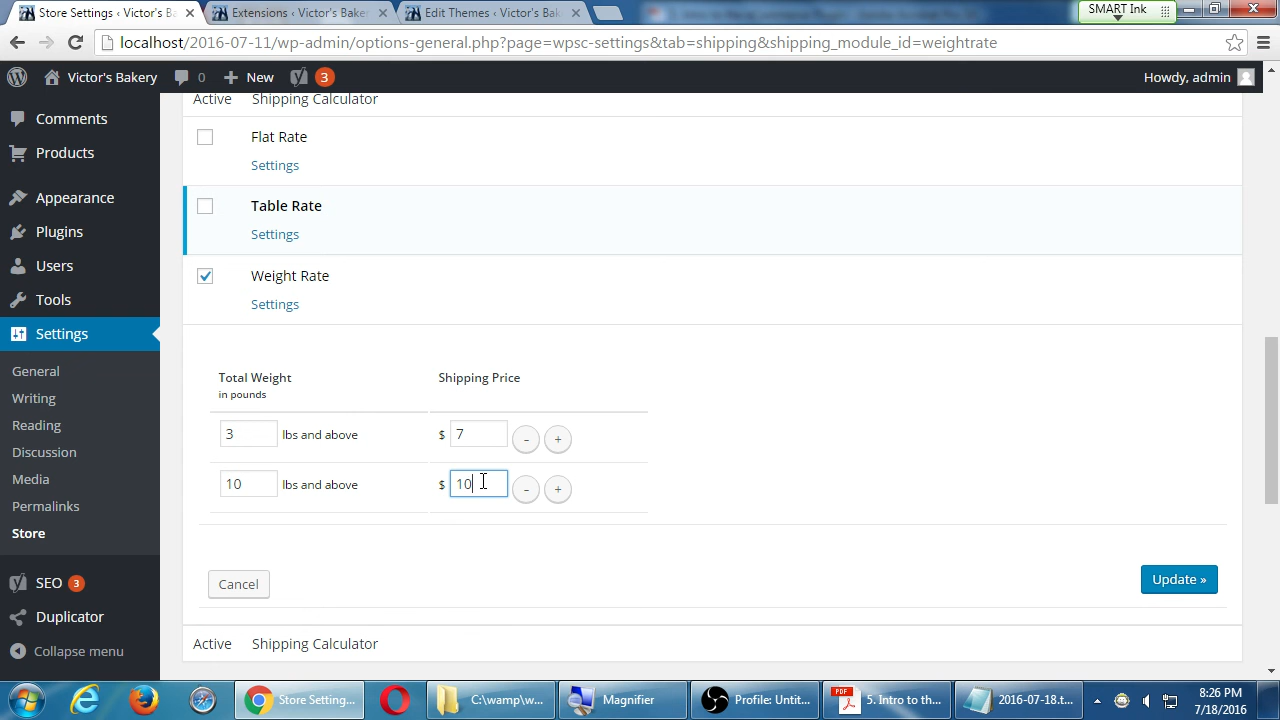 Store Settings ‹ Victor's B
Extensions ‹ Victor's Bake
Edit Themes ‹ Victor's Ba
SMART Ink
localhost/2016-07-11/wp-admin/options-general.php?page=wpsc-settings&tab=shipping&shipping_module_id=weightrate
Victor's Bakery
0
New
3
Howdy, admin
Comments
Products
Appearance
Plugins
Users
Tools
Settings
General
Writing
Reading
Discussion
Media
Permalinks
Store
SEO 3
Duplicator
Collapse menu
Active Shipping Calculator
Flat Rate
Settings
Table Rate
Settings
Weight Rate
Settings
Total Weight Shipping Price
in pounds
3 lbs and above $ 7 - +
10 lbs and above $ 10 - +
Cancel
Update »
Active Shipping Calculator
Store Setting...
C:\wamp\w...
Magnifier
Profile: Untit...
PDF
5. Intro to th...
2016-07-18.t...
8:26 PM
7/18/2016